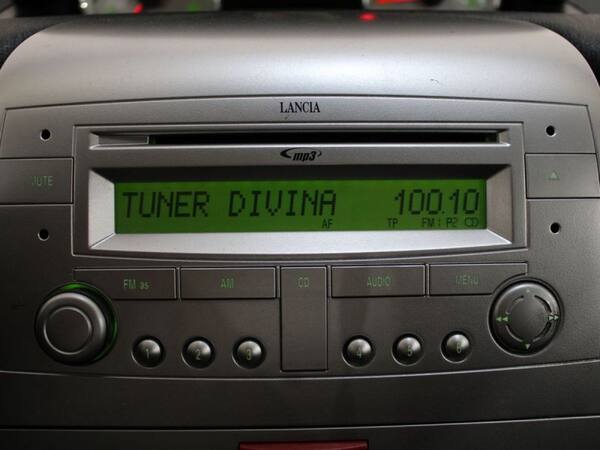 LANCIA
mp3
MUTE
TUNER DIVINA 100.10
AF TP FM1 P2 CD
FM as AM CD AUDIO MENU
1 2 3 4 5 6